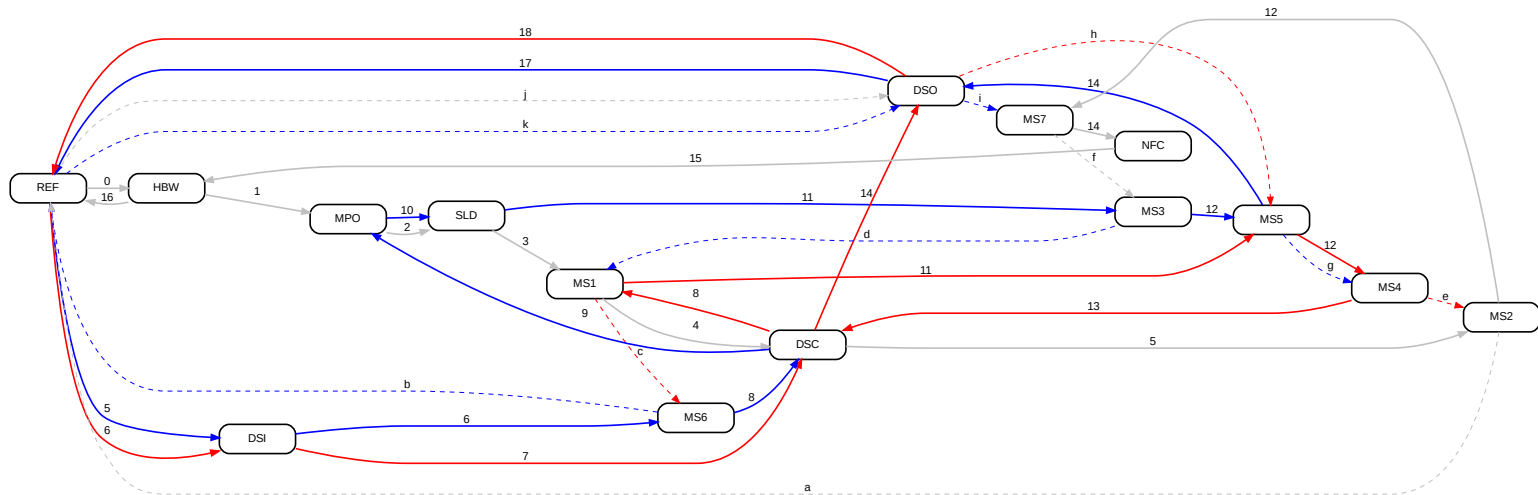 12
18
h
17
DSO
14
j
i
MS7
k
14
NFC
15
f
REF
0
HBW
16
1
14
11
MPO
10
SLD
2
MS3
12
MS5
d
3
12
g
11
MS1
8
MS4
e
9
4
13
MS2
DSC
5
c
b
8
5
MS6
6
6
DSI
7
a